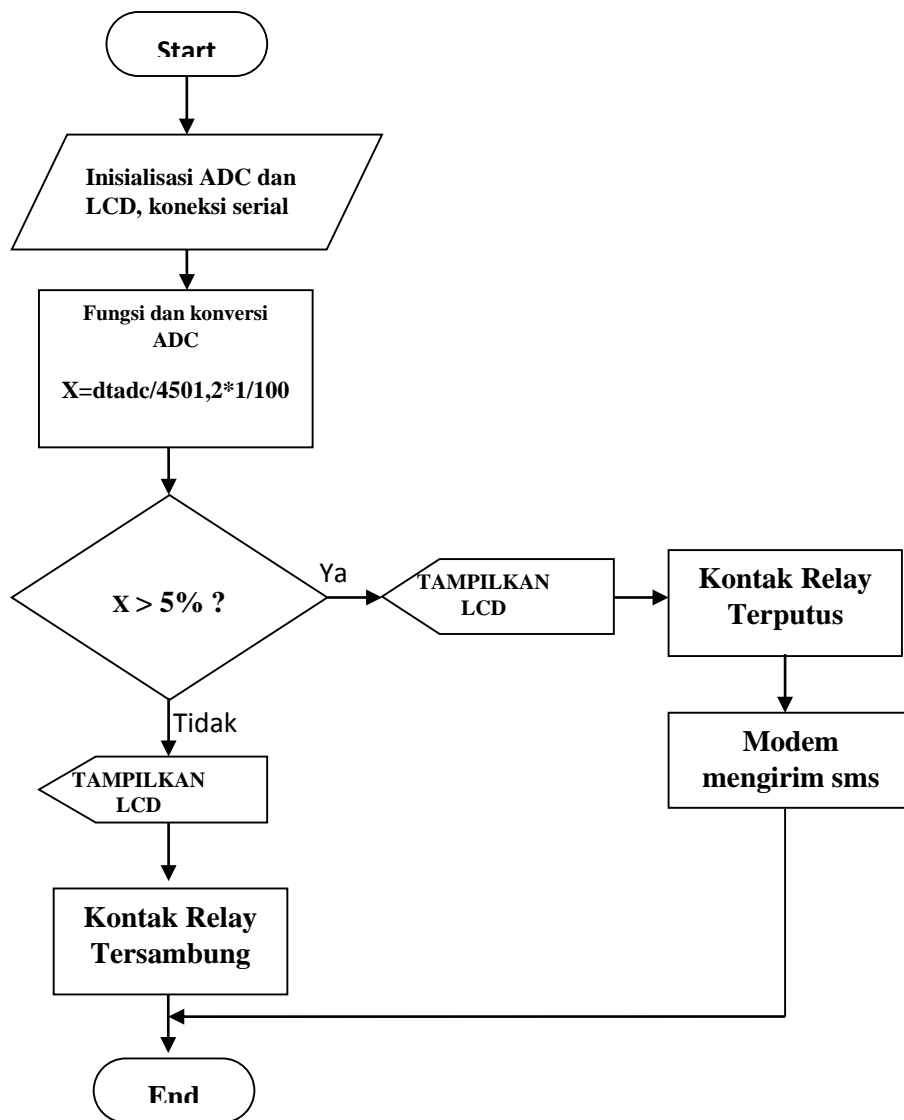 Start
Inisialisasi ADC dan
LCD, koneksi serial
Fungsi dan konversi
ADC
X=dtadc/4501,2*1/100
X > 5% ?
Ya
TAMPILKAN
LCD
Kontak Relay
Terputus
Modem
mengirim sms
Tidak
TAMPILKAN
LCD
Kontak Relay
Tersambung
End